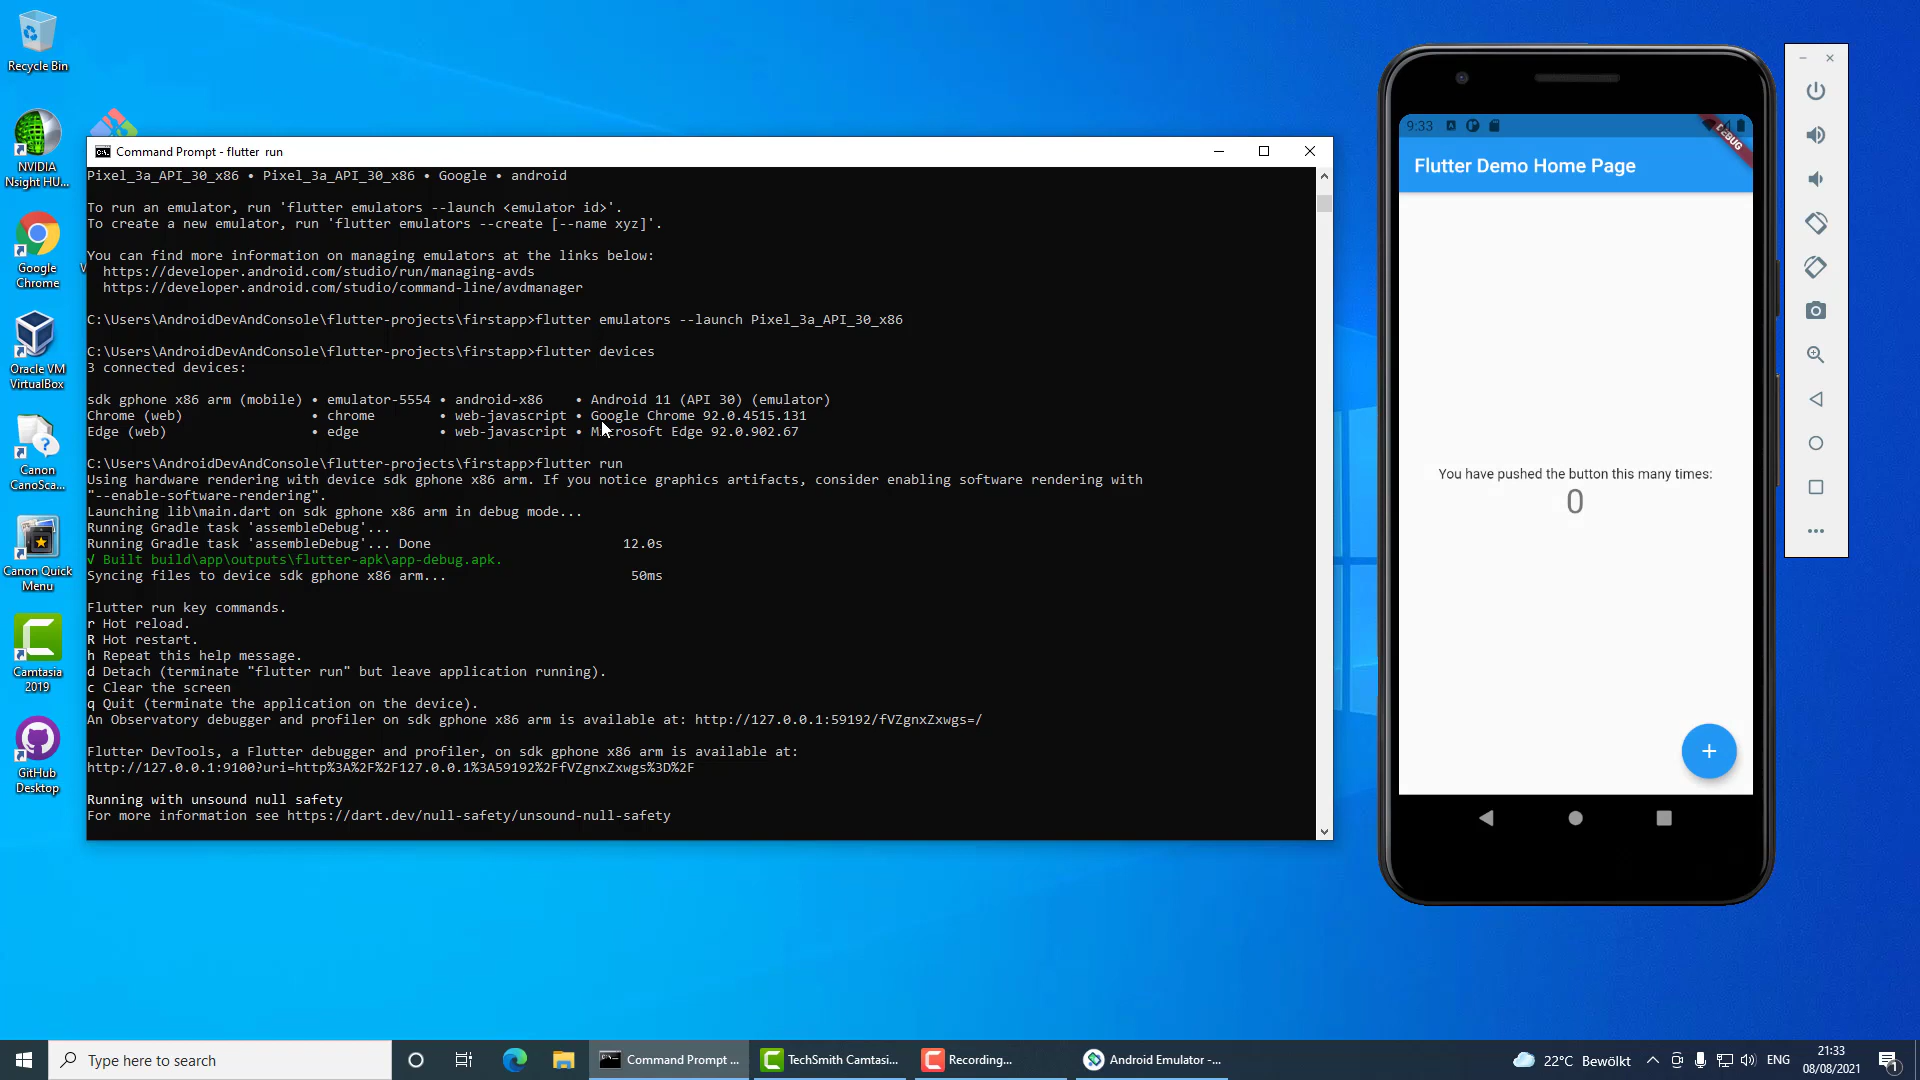 Recycle Bin
NVIDIA
Nsight HU...
Google
Chrome
Oracle VM
VirtualBox
Canon
CanoSca...
Canon Quick
Menu
Camtasia
2019
GitHub
Desktop
V
Command Prompt - flutter run
Pixel_3a_API_30_x86 • Pixel_3a_API_30_x86 • Google • android
To run an emulator, run 'flutter emulators --launch <emulator id>'.
To create a new emulator, run 'flutter emulators --create [--name xyz]'.
You can find more information on managing emulators at the links below:
https://developer.android.com/studio/run/managing-avds
https://developer.android.com/studio/command-line/avdmanager
C:\Users\AndroidDevAndConsole\flutter-projects\firstapp>flutter emulators --launch Pixel_3a_API_30_x86
C:\Users\AndroidDevAndConsole\flutter-projects\firstapp>flutter devices
3 connected devices:
sdk gphone x86 arm (mobile) • emulator-5554 • android-x86 • Android 11 (API 30) (emulator)
Chrome (web) • chrome • web-javascript • Google Chrome 92.0.4515.131
Edge (web) • edge • web-javascript • Microsoft Edge 92.0.902.67
C:\Users\AndroidDevAndConsole\flutter-projects\firstapp>flutter run
Using hardware rendering with device sdk gphone x86 arm. If you notice graphics artifacts, consider enabling software rendering with
"--enable-software-rendering".
Launching lib\main.dart on sdk gphone x86 arm in debug mode...
Running Gradle task 'assembleDebug'...
Running Gradle task 'assembleDebug'... Done 12.0s
√ Built build\app\outputs\flutter-apk\app-debug.apk.
Syncing files to device sdk gphone x86 arm... 50ms
Flutter run key commands.
r Hot reload.
R Hot restart.
h Repeat this help message.
d Detach (terminate "flutter run" but leave application running).
c Clear the screen
q Quit (terminate the application on the device).
An Observatory debugger and profiler on sdk gphone x86 arm is available at: http://127.0.0.1:59192/fVZgnxZxwgs=/
Flutter DevTools, a Flutter debugger and profiler, on sdk gphone x86 arm is available at:
http://127.0.0.1:9100?uri=http%3A%2F%2F127.0.0.1%3A59192%2FfVZgnxZxwgs%3D%2F
Running with unsound null safety
For more information see https://dart.dev/null-safety/unsound-null-safety
9:33
DEBUG
Flutter Demo Home Page
You have pushed the button this many times:
0
Type here to search
Command Prompt ...
TechSmith Camtasi...
Recording...
Android Emulator -...
22°C Bewölkt
ENG
21:33
08/08/2021
1